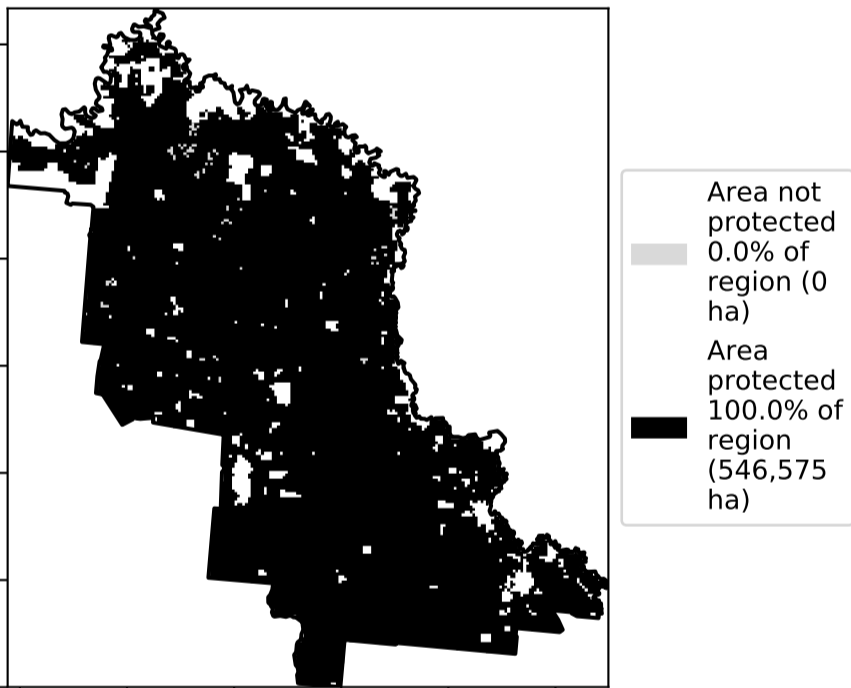 Area not
protected
0.0% of
region (0
ha)
Area
protected
100.0% of
region
(546,575
ha)